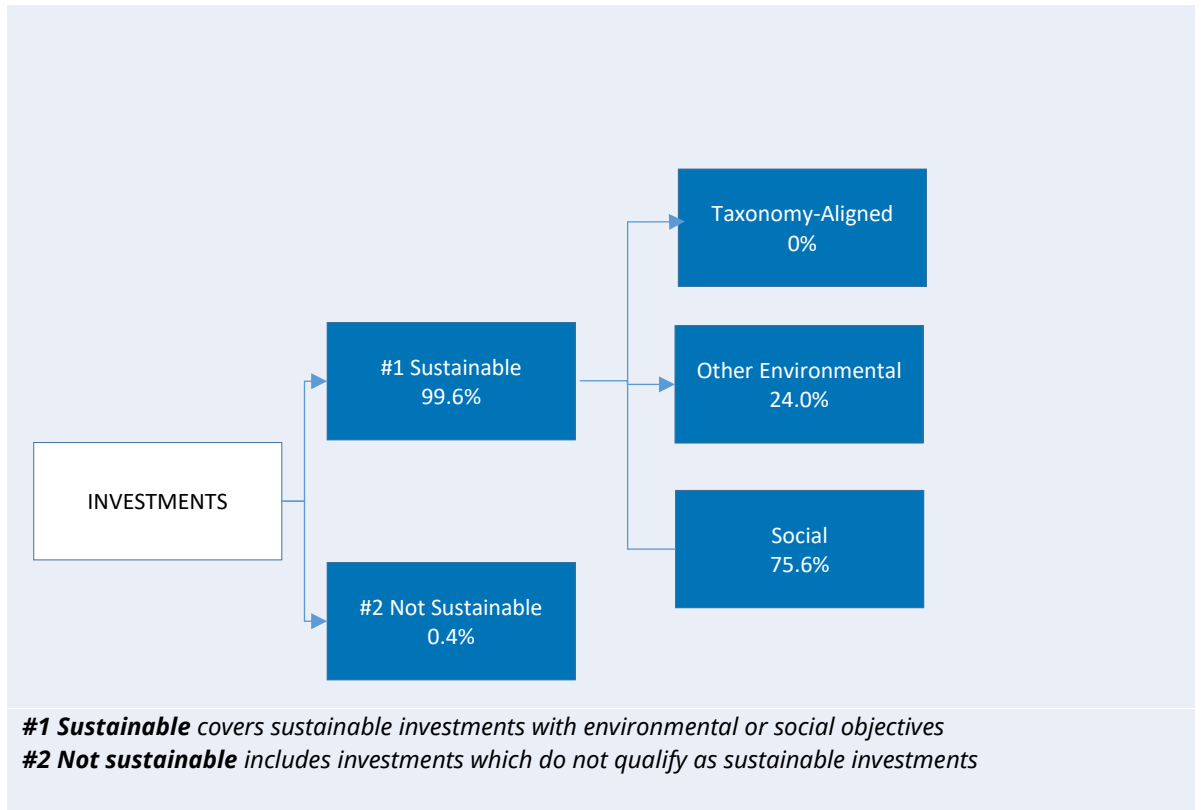 Taxonomy-Aligned
0%
#1 Sustainable
99.6%
Other Environmental
24.0%
INVESTMENTS
Social
75.6%
#2 Not Sustainable
0.4%
#1 Sustainable covers sustainable investments with environmental or social objectives
#2 Not sustainable includes investments which do not qualify as sustainable investments